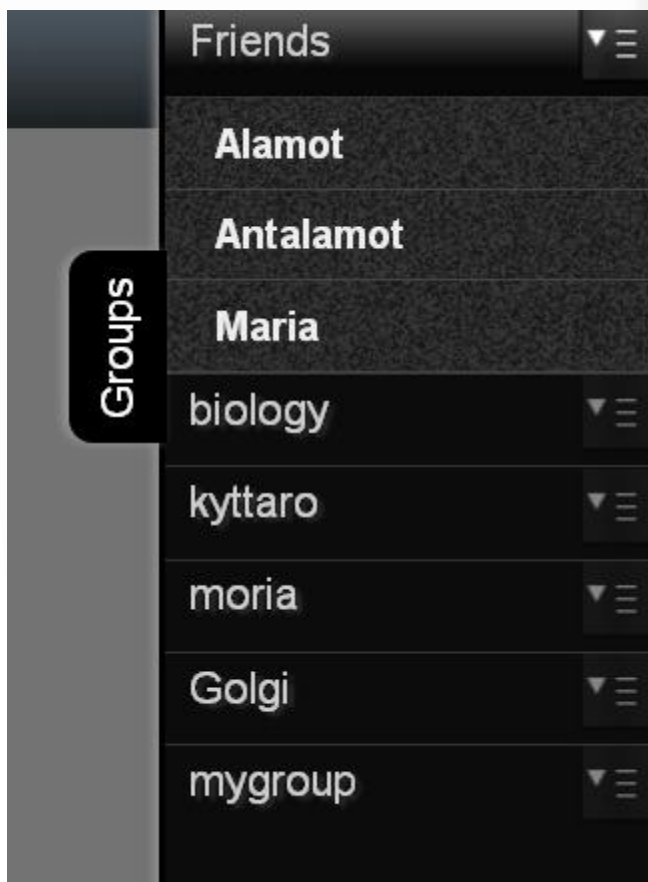 Friends
Alamot
Antalamot
Maria
Groups
biology
kyttaro
moria
Golgi
mygroup